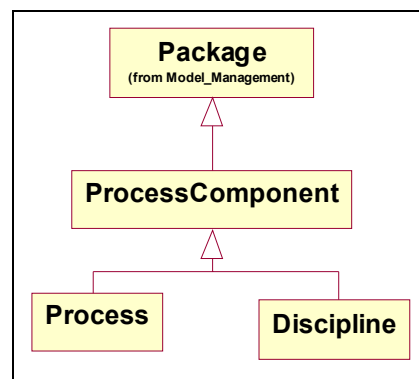 Package
(from Model_Management)
ProcessComponent
Process
Discipline